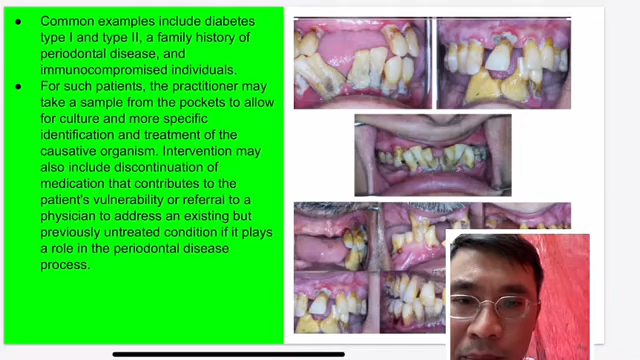 ● Common examples include diabetes
type I and type II, a family history of
periodontal disease, and
immunocompromised individuals.
● For such patients, the practitioner may
take a sample from the pockets to allow
for culture and more specific
identification and treatment of the
causative organism. Intervention may
also include discontinuation of
medication that contributes to the
patient's vulnerability or referral to a
physician to address an existing but
previously untreated condition if it plays
a role in the periodontal disease
process.